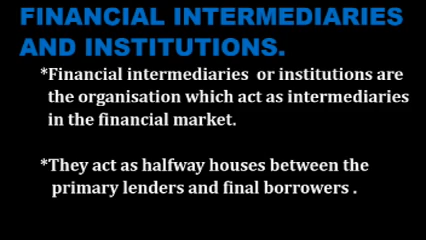 FINANCIAL INTERMEDIARIES
AND INSTITUTIONS.
*Financial intermediaries or institutions are
the organisation which act as intermediaries
in the financial market.
*They act as halfway houses between the
primary lenders and final borrowers .